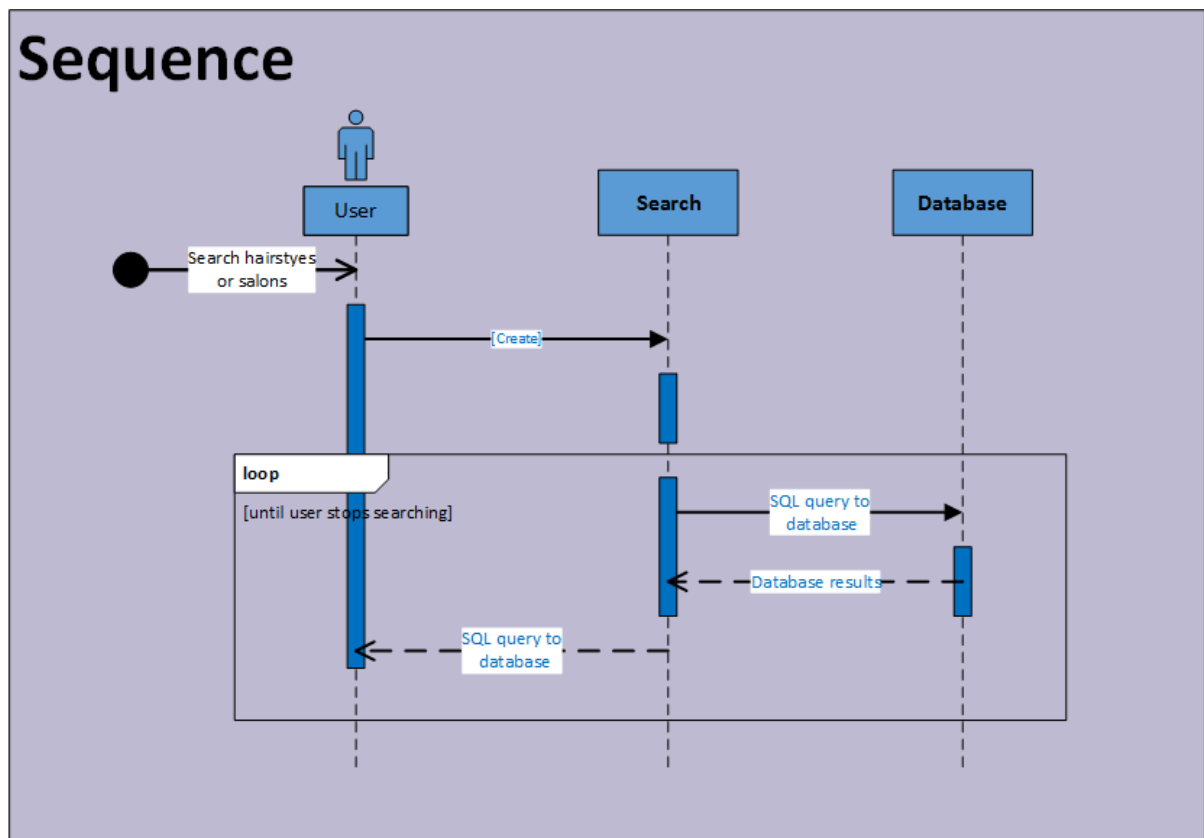 Sequence
User
Search
Database
Search hairstyes
or salons
[Create]
loop
[until user stops searching]
SQL query to
database
Database results
SQL query to
database